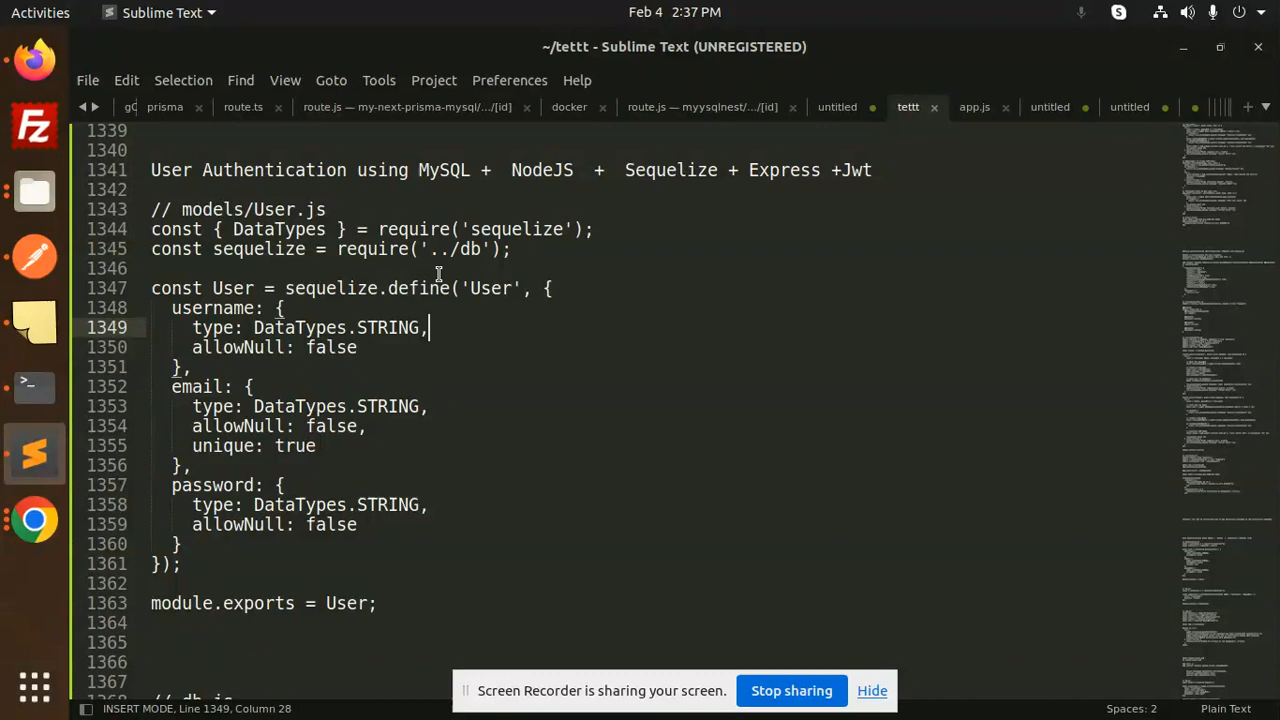 Activities
Sublime Text
Feb 4 2:37 PM
~/tettt - Sublime Text (UNREGISTERED)
File Edit Selection Find View Goto Tools Project Preferences Help
prisma
route.ts
route.js — my-next-prisma-mysql/.../[id]
docker
route.js — myysqlnest/.../[id]
untitled
tettt
app.js
untitled
untitled
1339
1340
1341 User Authentication using MySQL + NodeJS + Sequelize + Express +Jwt
1342
1343 // models/User.js
1344 const { DataTypes } = require('sequelize');
1345 const sequelize = require('../db');
1346
1347 const User = sequelize.define('User', {
1348 username: {
1349 type: DataTypes.STRING,
1350 allowNull: false
1351 },
1352 email: {
1353 type: DataTypes.STRING,
1354 allowNull: false,
1355 unique: true
1356 },
1357 password: {
1358 type: DataTypes.STRING,
1359 allowNull: false
1360 }
1361 });
1362
1363 module.exports = User;
1364
1365
1366
1367
Screen Recorder is sharing your screen.
Stop sharing
Hide
INSERT MODE, Line 1349, Column 28
Spaces: 2
Plain Text